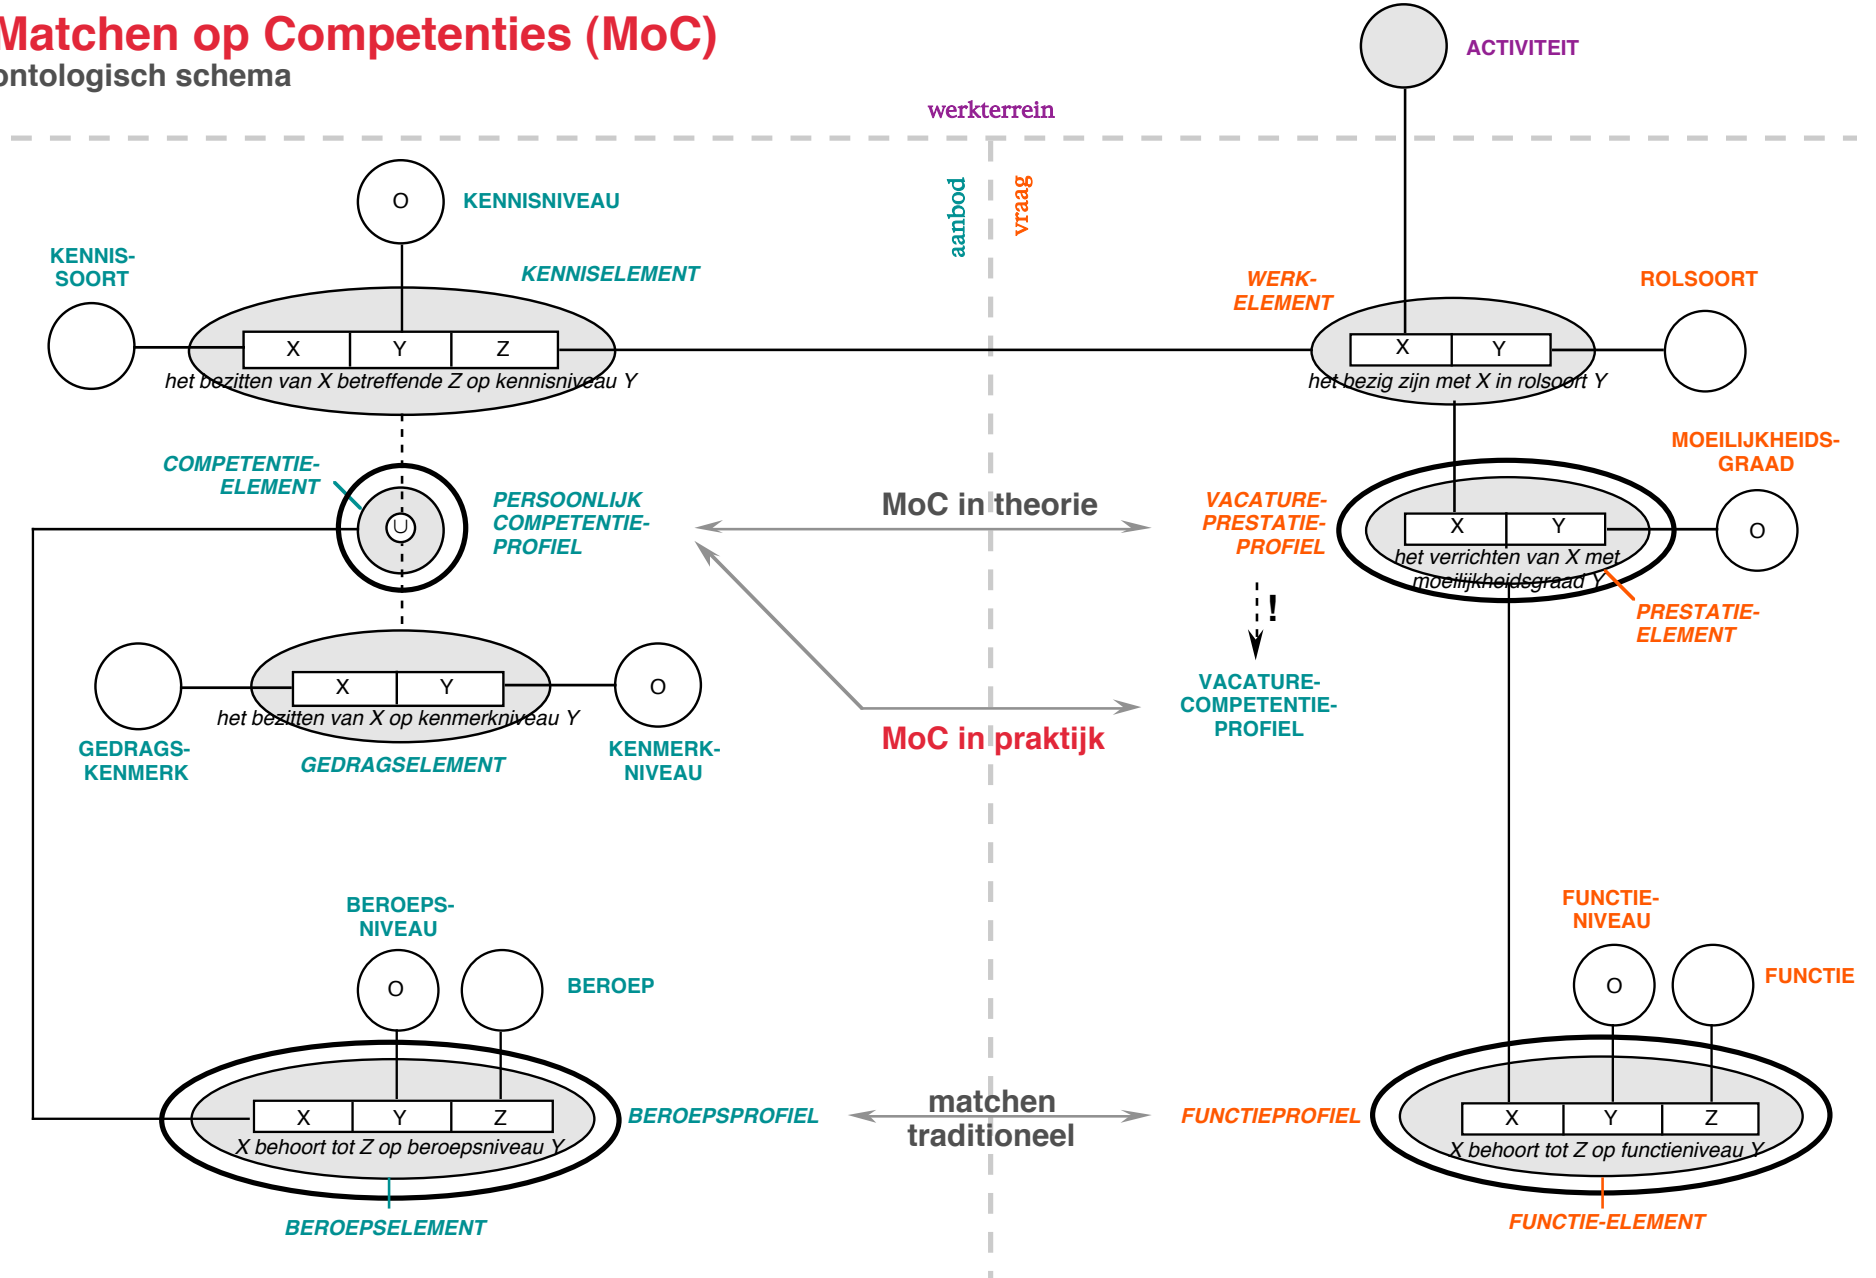 Matchen op Competenties (MoC)
ontologisch schema
ACTIVITEIT
werkterrein
aanbod
vraag
O
KENNISNIVEAU
KENNIS-
SOORT
KENNISELEMENT
X Y Z
het bezitten van X betreffende Z op kennisniveau Y
WERK-
ELEMENT
ROLSOORT
X Y
het bezig zijn met X in rolsoort Y
COMPETENTIE-
ELEMENT
U
PERSOONLIJK
COMPETENTIE-
PROFIEL
MoC in theorie
VACATURE-
PRESTATIE-
PROFIEL
MOEILIJKHEIDS-
GRAAD
X Y
O
het verrichten van X met
moeilijkheidsgraad Y
PRESTATIE-
ELEMENT
!
VACATURE-
COMPETENTIE-
PROFIEL
MoC in praktijk
X Y
O
het bezitten van X op kenmerkniveau Y
GEDRAGS-
KENMERK
GEDRAGSELEMENT
KENMERK-
NIVEAU
BEROEPS-
NIVEAU
O
BEROEP
X Y Z
X behoort tot Z op beroepsniveau Y
BEROEPSPROFIEL
BEROEPSELEMENT
matchen
traditioneel
FUNCTIE-
NIVEAU
O
FUNCTIE
FUNCTIEPROFIEL
X Y Z
X behoort tot Z op functieniveau Y
FUNCTIE-ELEMENT